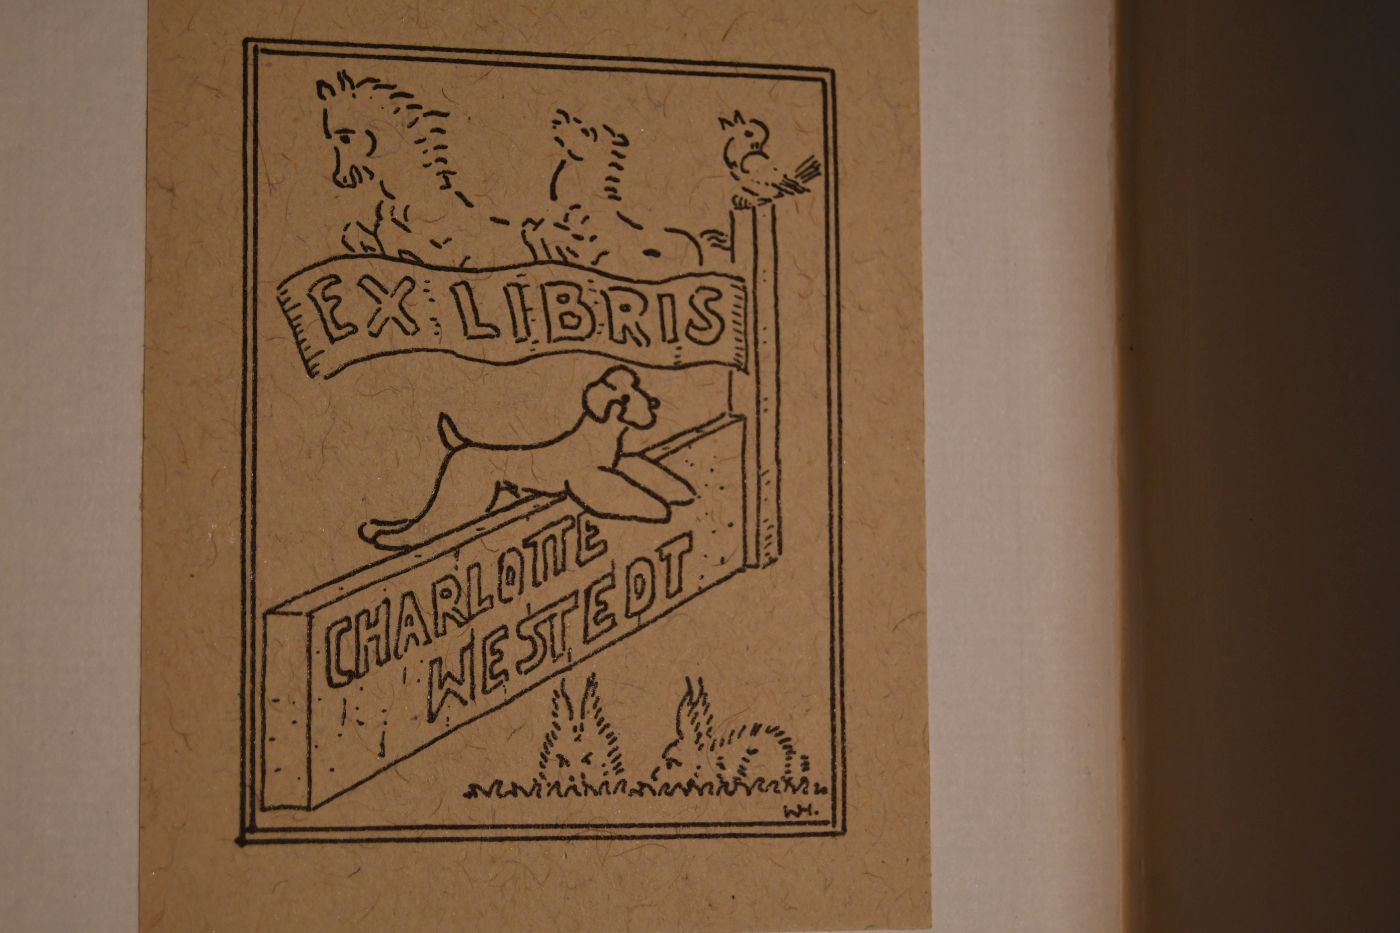 EX LIBRIS
CHARLOTTE
WESTEDT
WH.